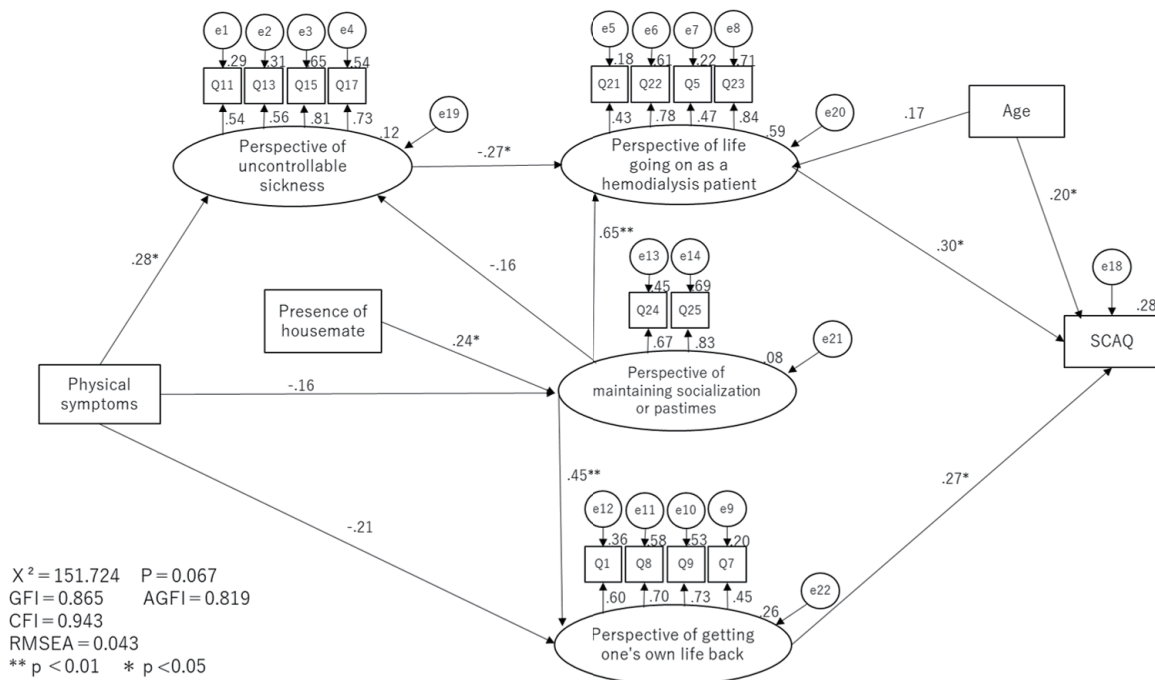 e1
e2
e3
e4
.29
.31
.65
.54
Q11
Q13
Q15
Q17
.54
.56
.81
.73
e19
.12
Perspective of
uncontrollable
sickness
e5
e6
e7
e8
.18
.61
.22
.71
Q21
Q22
Q5
Q23
.43
.78
.47
.84
e20
.59
Perspective of life
going on as a
hemodialysis patient
.17
Age
-.27*
.28*
-.16
.65**
.30*
.20*
e13
e14
.45
.69
Q24
Q25
.67
.83
e21
.08
Perspective of
maintaining socialization
or pastimes
e18
.28
SCAQ
Presence of
housemate
.24*
Physical
symptoms
-.16
.45**
.27*
-.21
e12
e11
e10
e9
.36
.58
.53
.20
Q1
Q8
Q9
Q7
.60
.70
.73
.45
e22
.26
Perspective of getting
one's own life back
X²=151.724 P=0.067
GFI=0.865 AGFI=0.819
CFI=0.943
RMSEA=0.043
** p <0.01 * p <0.05